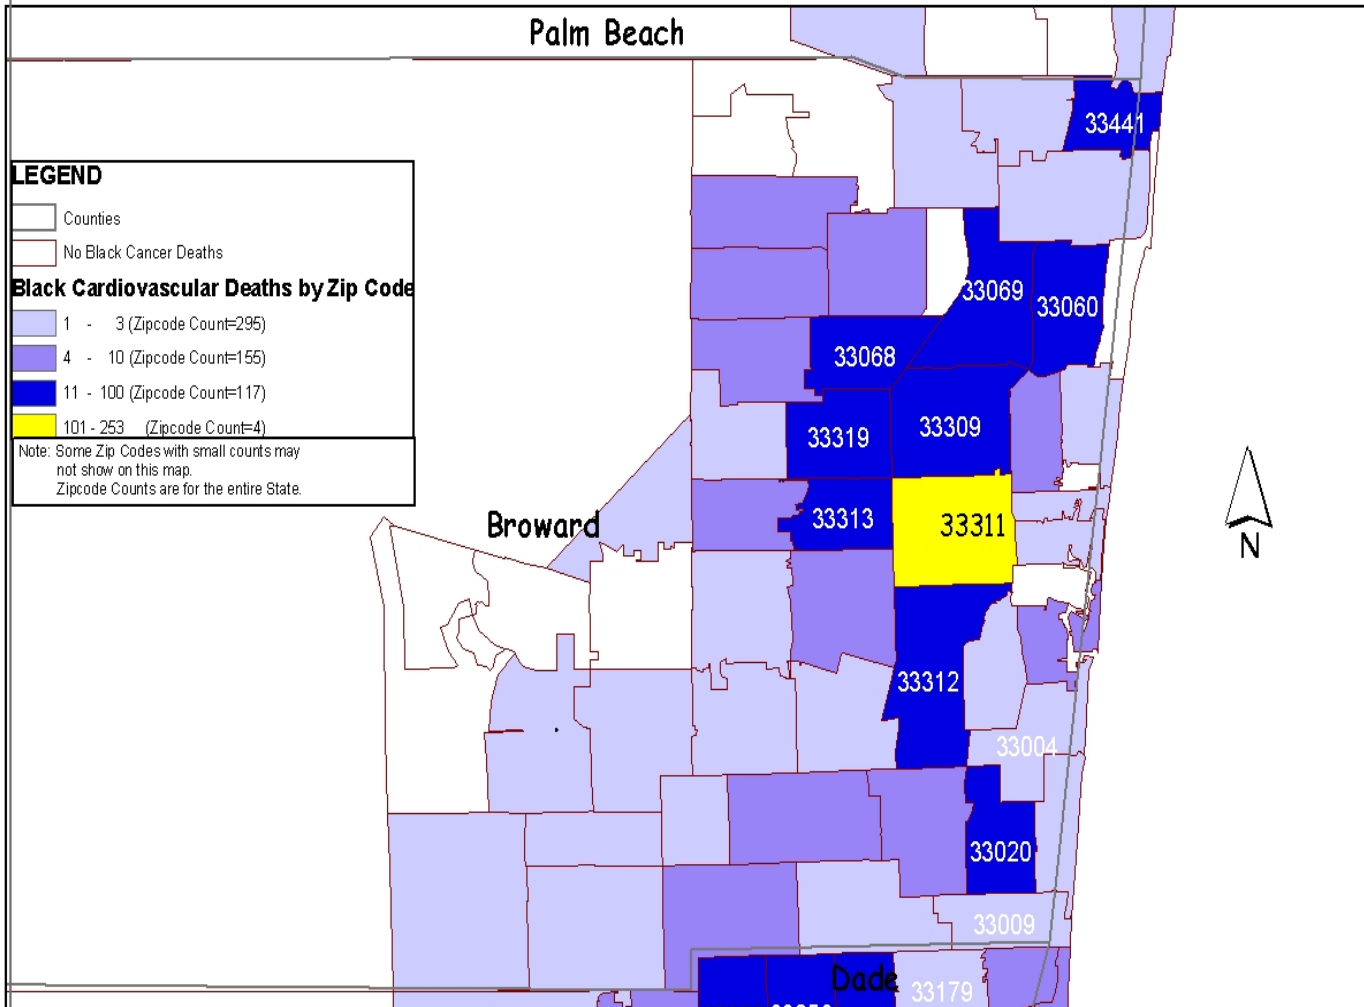 Palm Beach
33441
LEGEND
Counties
No Black Cancer Deaths
Black Cardiovascular Deaths by Zip Code
1 - 3 (Zipcode Count=295)
4 - 10 (Zipcode Count=155)
11 - 100 (Zipcode Count=117)
101 - 253 (Zipcode Count=4)
Note: Some Zip Codes with small counts may
not show on this map.
Zipcode Counts are for the entire State.
33069
33060
33068
33319
33309
Broward
33313
33311
N
33312
33004
33020
33009
Dade
33179